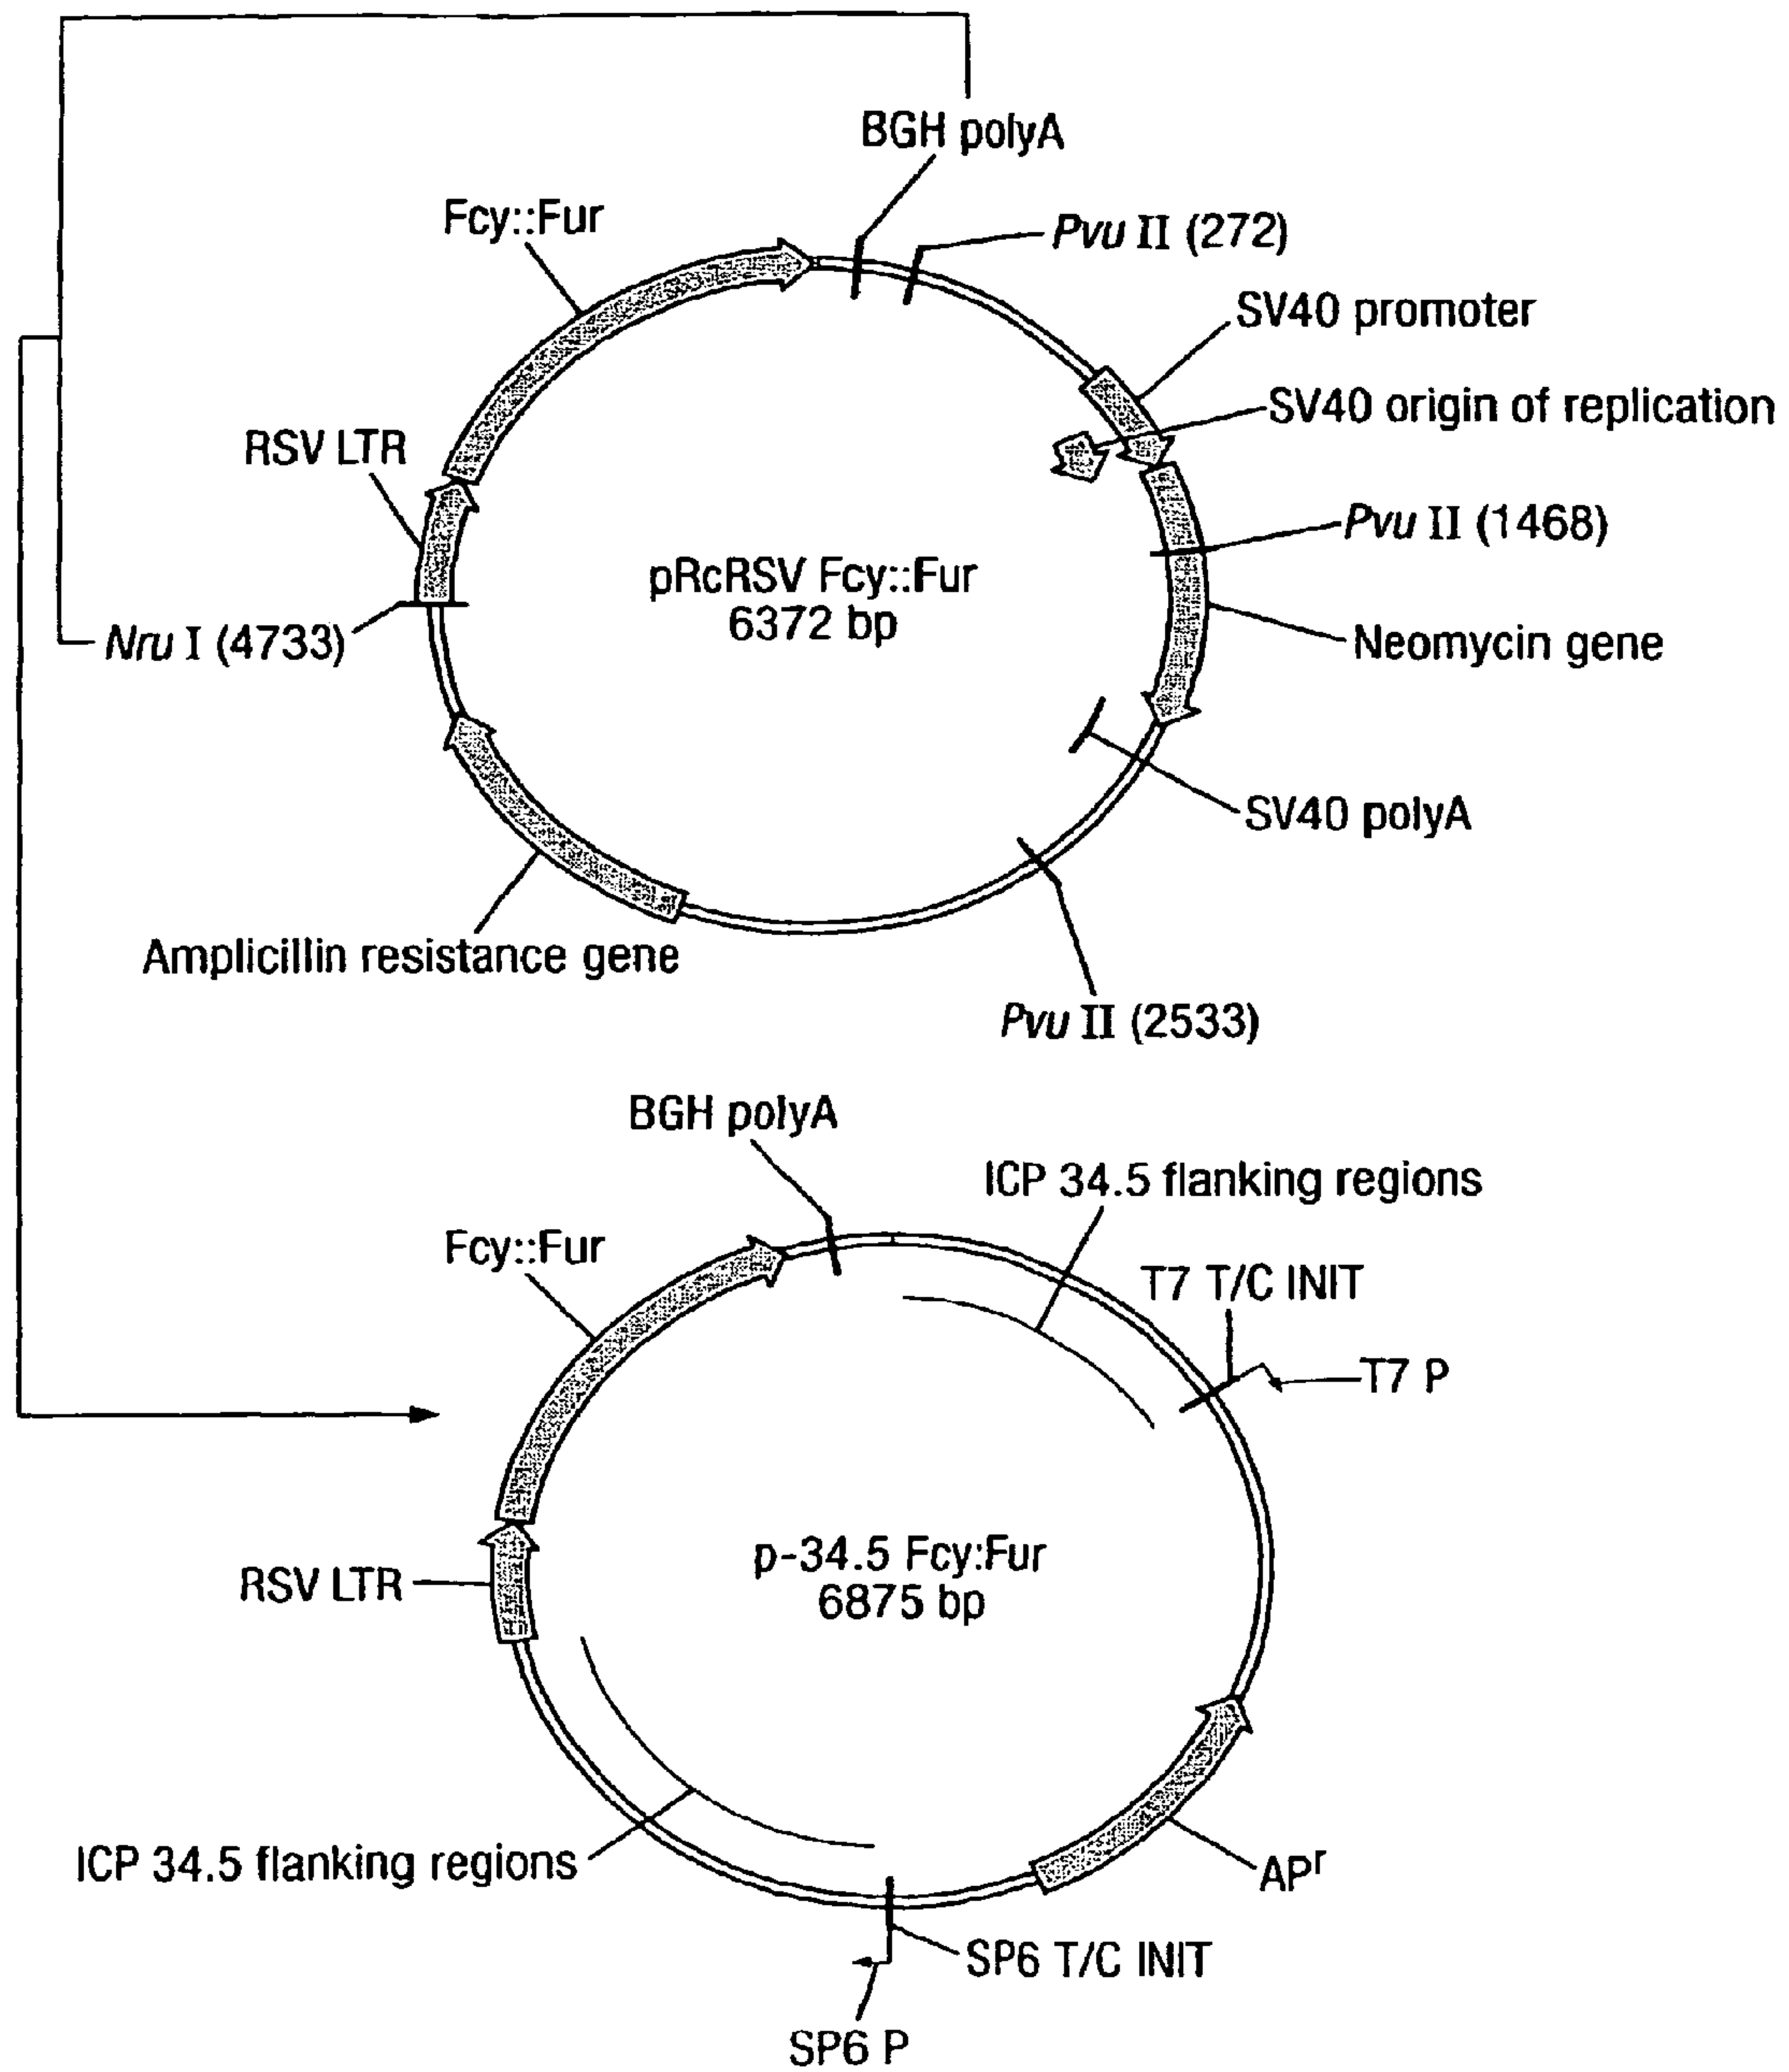 BGH polyA
Fcy::Fur
Pvu II (272)
SV40 promoter
SV40 origin of replication
RSV LTR
Pvu II (1468)
pRcRSV Fcy::Fur
6372 bp
Nru I (4733)
Neomycin gene
SV40 polyA
Amplicillin resistance gene
Pvu II (2533)
BGH polyA
ICP 34.5 flanking regions
Fcy::Fur
T7 T/C INIT
T7 P
p-34.5 Fcy:Fur
6875 bp
RSV LTR
ICP 34.5 flanking regions
APr
SP6 T/C INIT
SP6 P